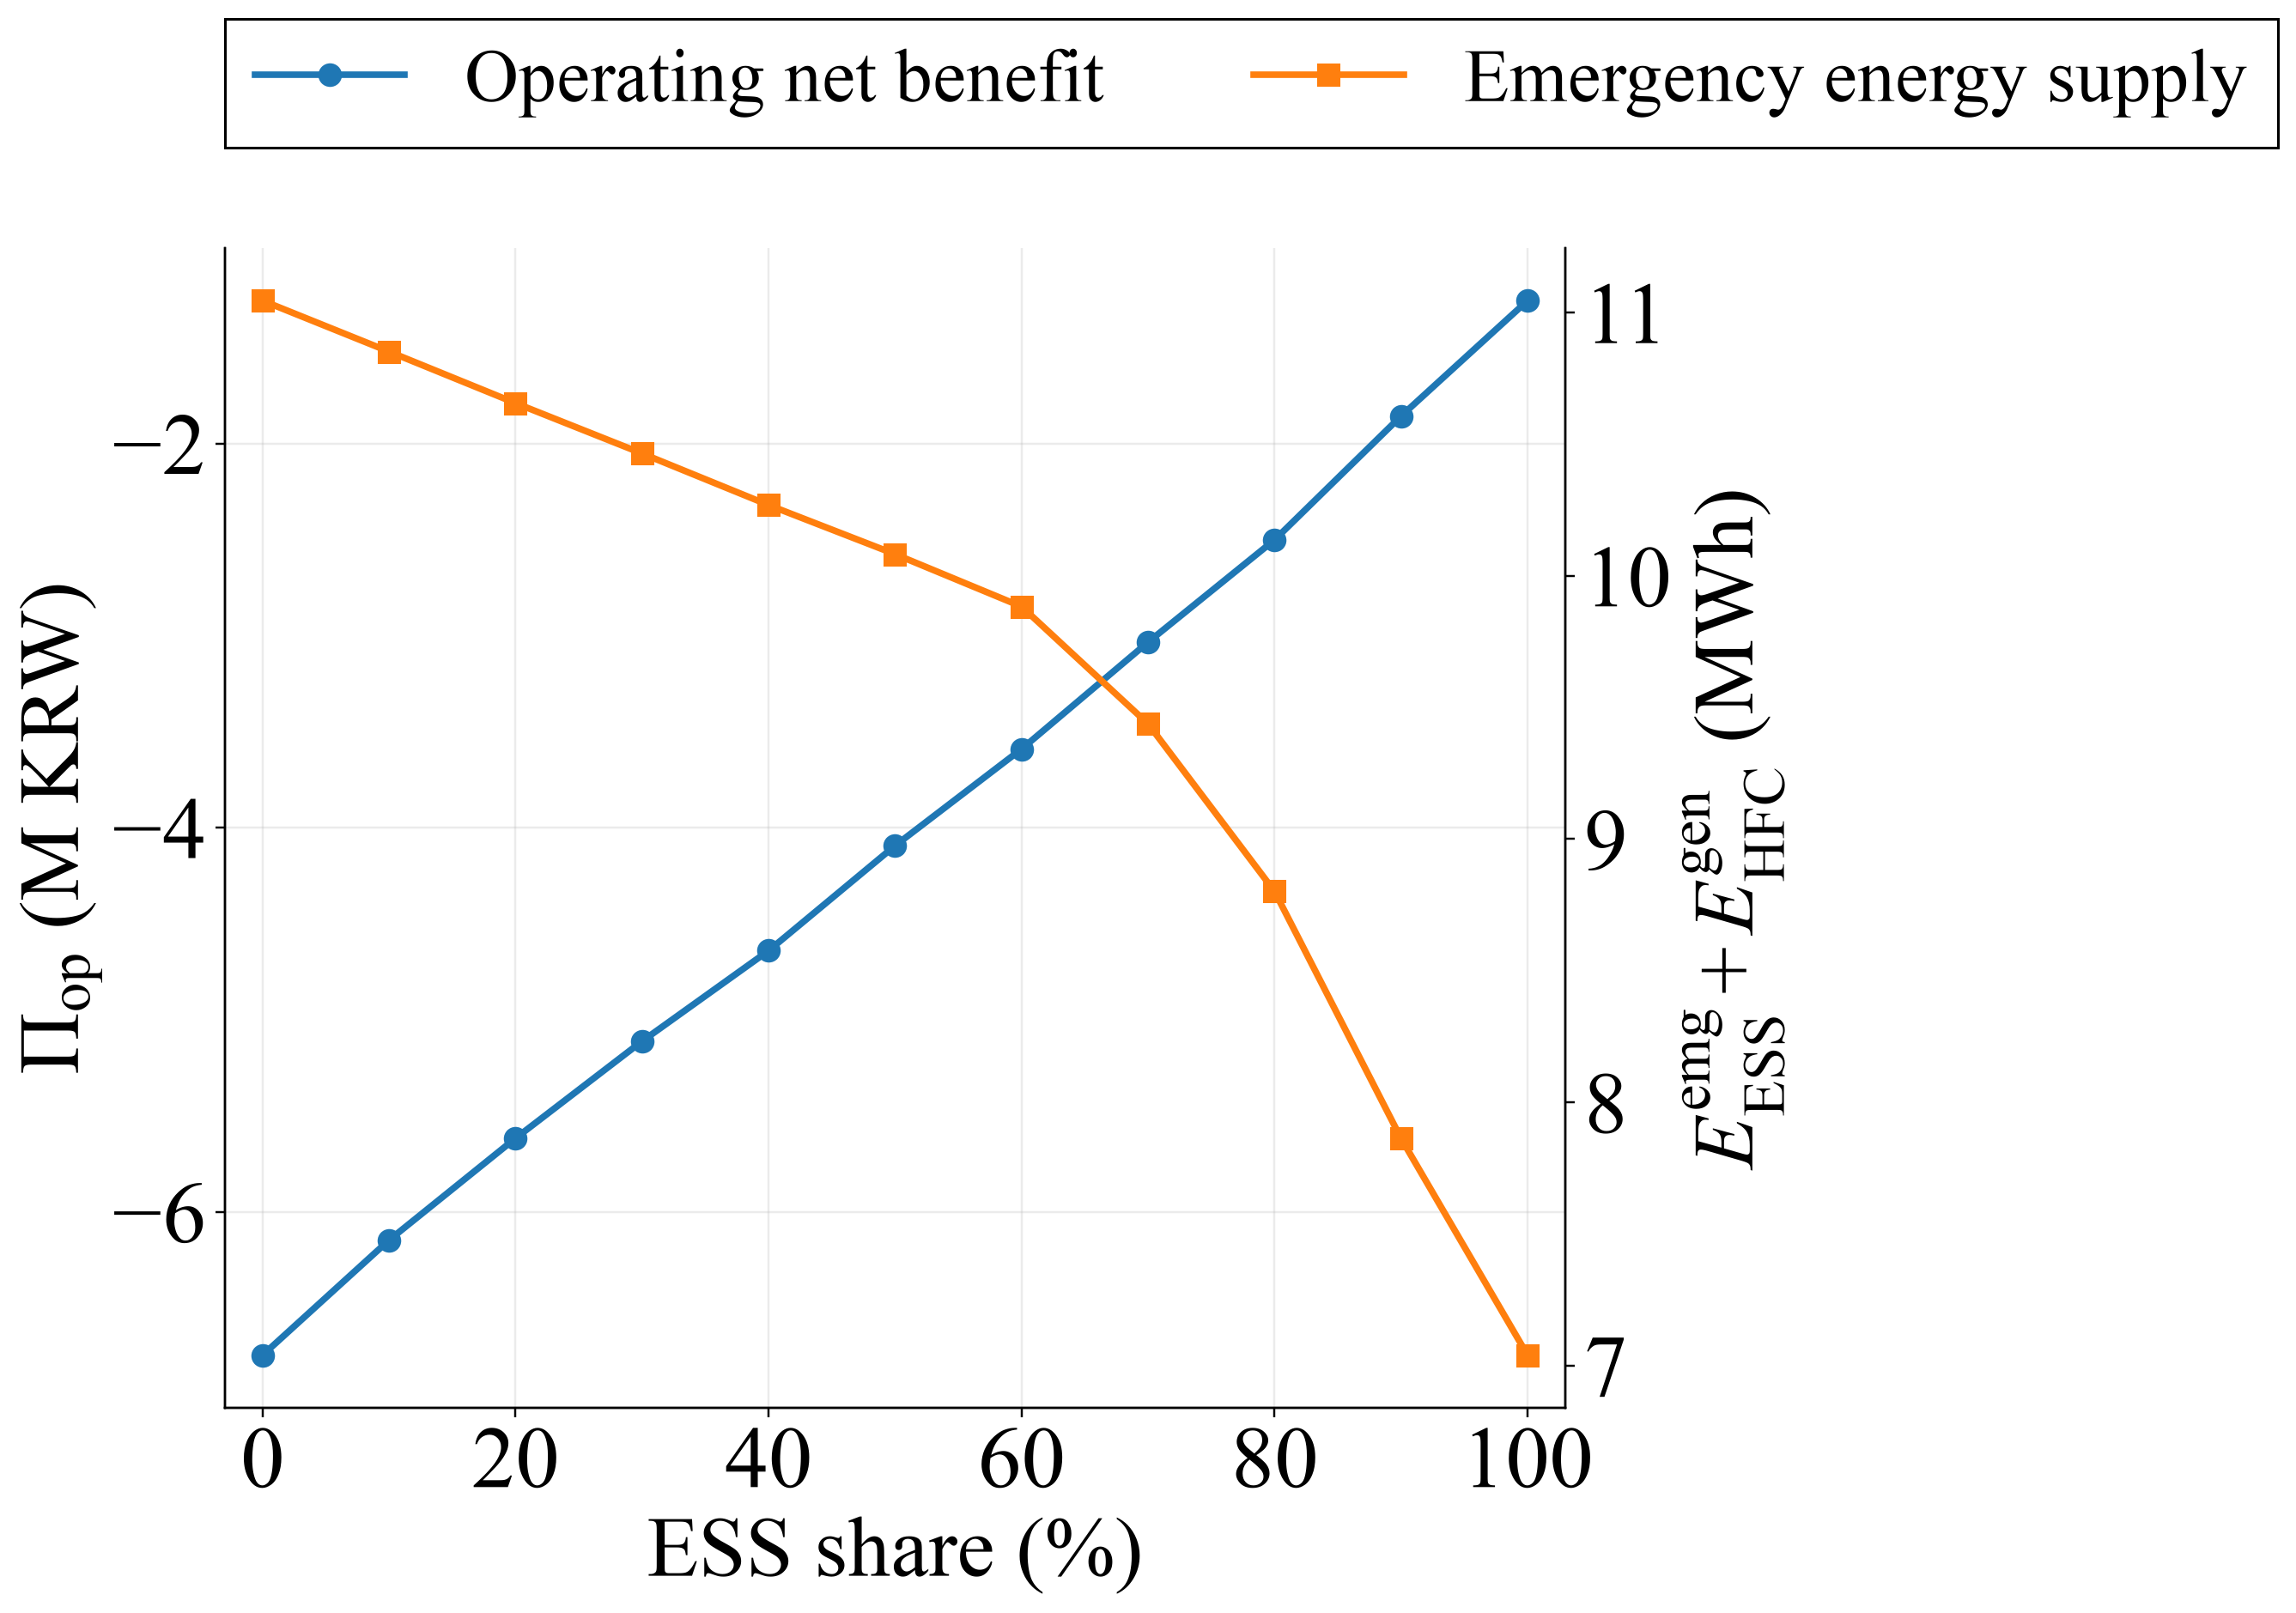 Operating net benefit Emergency energy supply
Π_op (M KRW)
−2
−4
−6
11
10
9
8
7
E_ESS^emg + E_HFC^gen (MWh)
0 20 40 60 80 100
ESS share (%)